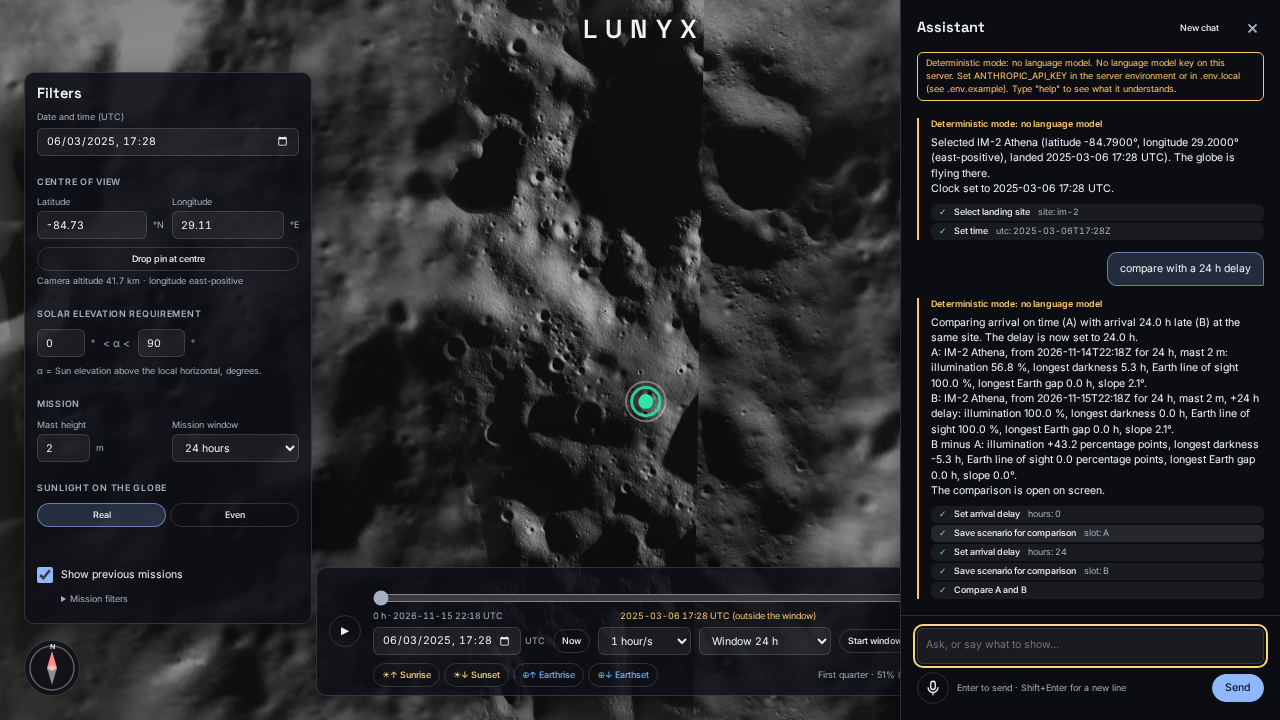 LUNYX
Filters
Date and time (UTC)
06/03/2025, 17:28
CENTRE OF VIEW
Latitude
Longitude
-84.73
°N
29.11
°E
Drop pin at centre
Camera altitude 41.7 km · longitude east-positive
SOLAR ELEVATION REQUIREMENT
0
° < α <
90
°
α = Sun elevation above the local horizontal, degrees.
MISSION
Mast height
Mission window
2
m
24 hours
SUNLIGHT ON THE GLOBE
Real
Even
Show previous missions
▸ Mission filters
N
0 h · 2026-11-15 22:18 UTC
2025-03-06 17:28 UTC (outside the window)
06/03/2025, 17:28
UTC
Now
1 hour/s
Window 24 h
Start window
☀↑ Sunrise
☀↓ Sunset
⊕↑ Earthrise
⊕↓ Earthset
First quarter · 51%
Assistant
New chat
×
Deterministic mode: no language model. No language model key on this
server. Set ANTHROPIC_API_KEY in the server environment or in .env.local
(see .env.example). Type "help" to see what it understands.
Deterministic mode: no language model
Selected IM-2 Athena (latitude -84.7900°, longitude 29.2000°
(east-positive), landed 2025-03-06 17:28 UTC). The globe is
flying there.
Clock set to 2025-03-06 17:28 UTC.
✓ Select landing site site: im-2
✓ Set time utc: 2025-03-06T17:28Z
compare with a 24 h delay
Deterministic mode: no language model
Comparing arrival on time (A) with arrival 24.0 h late (B) at the
same site. The delay is now set to 24.0 h.
A: IM-2 Athena, from 2026-11-14T22:18Z for 24 h, mast 2 m:
illumination 56.8 %, longest darkness 5.3 h, Earth line of sight
100.0 %, longest Earth gap 0.0 h, slope 2.1°.
B: IM-2 Athena, from 2026-11-15T22:18Z for 24 h, mast 2 m, +24 h
delay: illumination 100.0 %, longest darkness 0.0 h, Earth line of
sight 100.0 %, longest Earth gap 0.0 h, slope 2.1°.
B minus A: illumination +43.2 percentage points, longest darkness
-5.3 h, Earth line of sight 0.0 percentage points, longest Earth gap
0.0 h, slope 0.0°.
The comparison is open on screen.
✓ Set arrival delay hours: 0
✓ Save scenario for comparison slot: A
✓ Set arrival delay hours: 24
✓ Save scenario for comparison slot: B
✓ Compare A and B
Ask, or say what to show...
Enter to send · Shift+Enter for a new line
Send